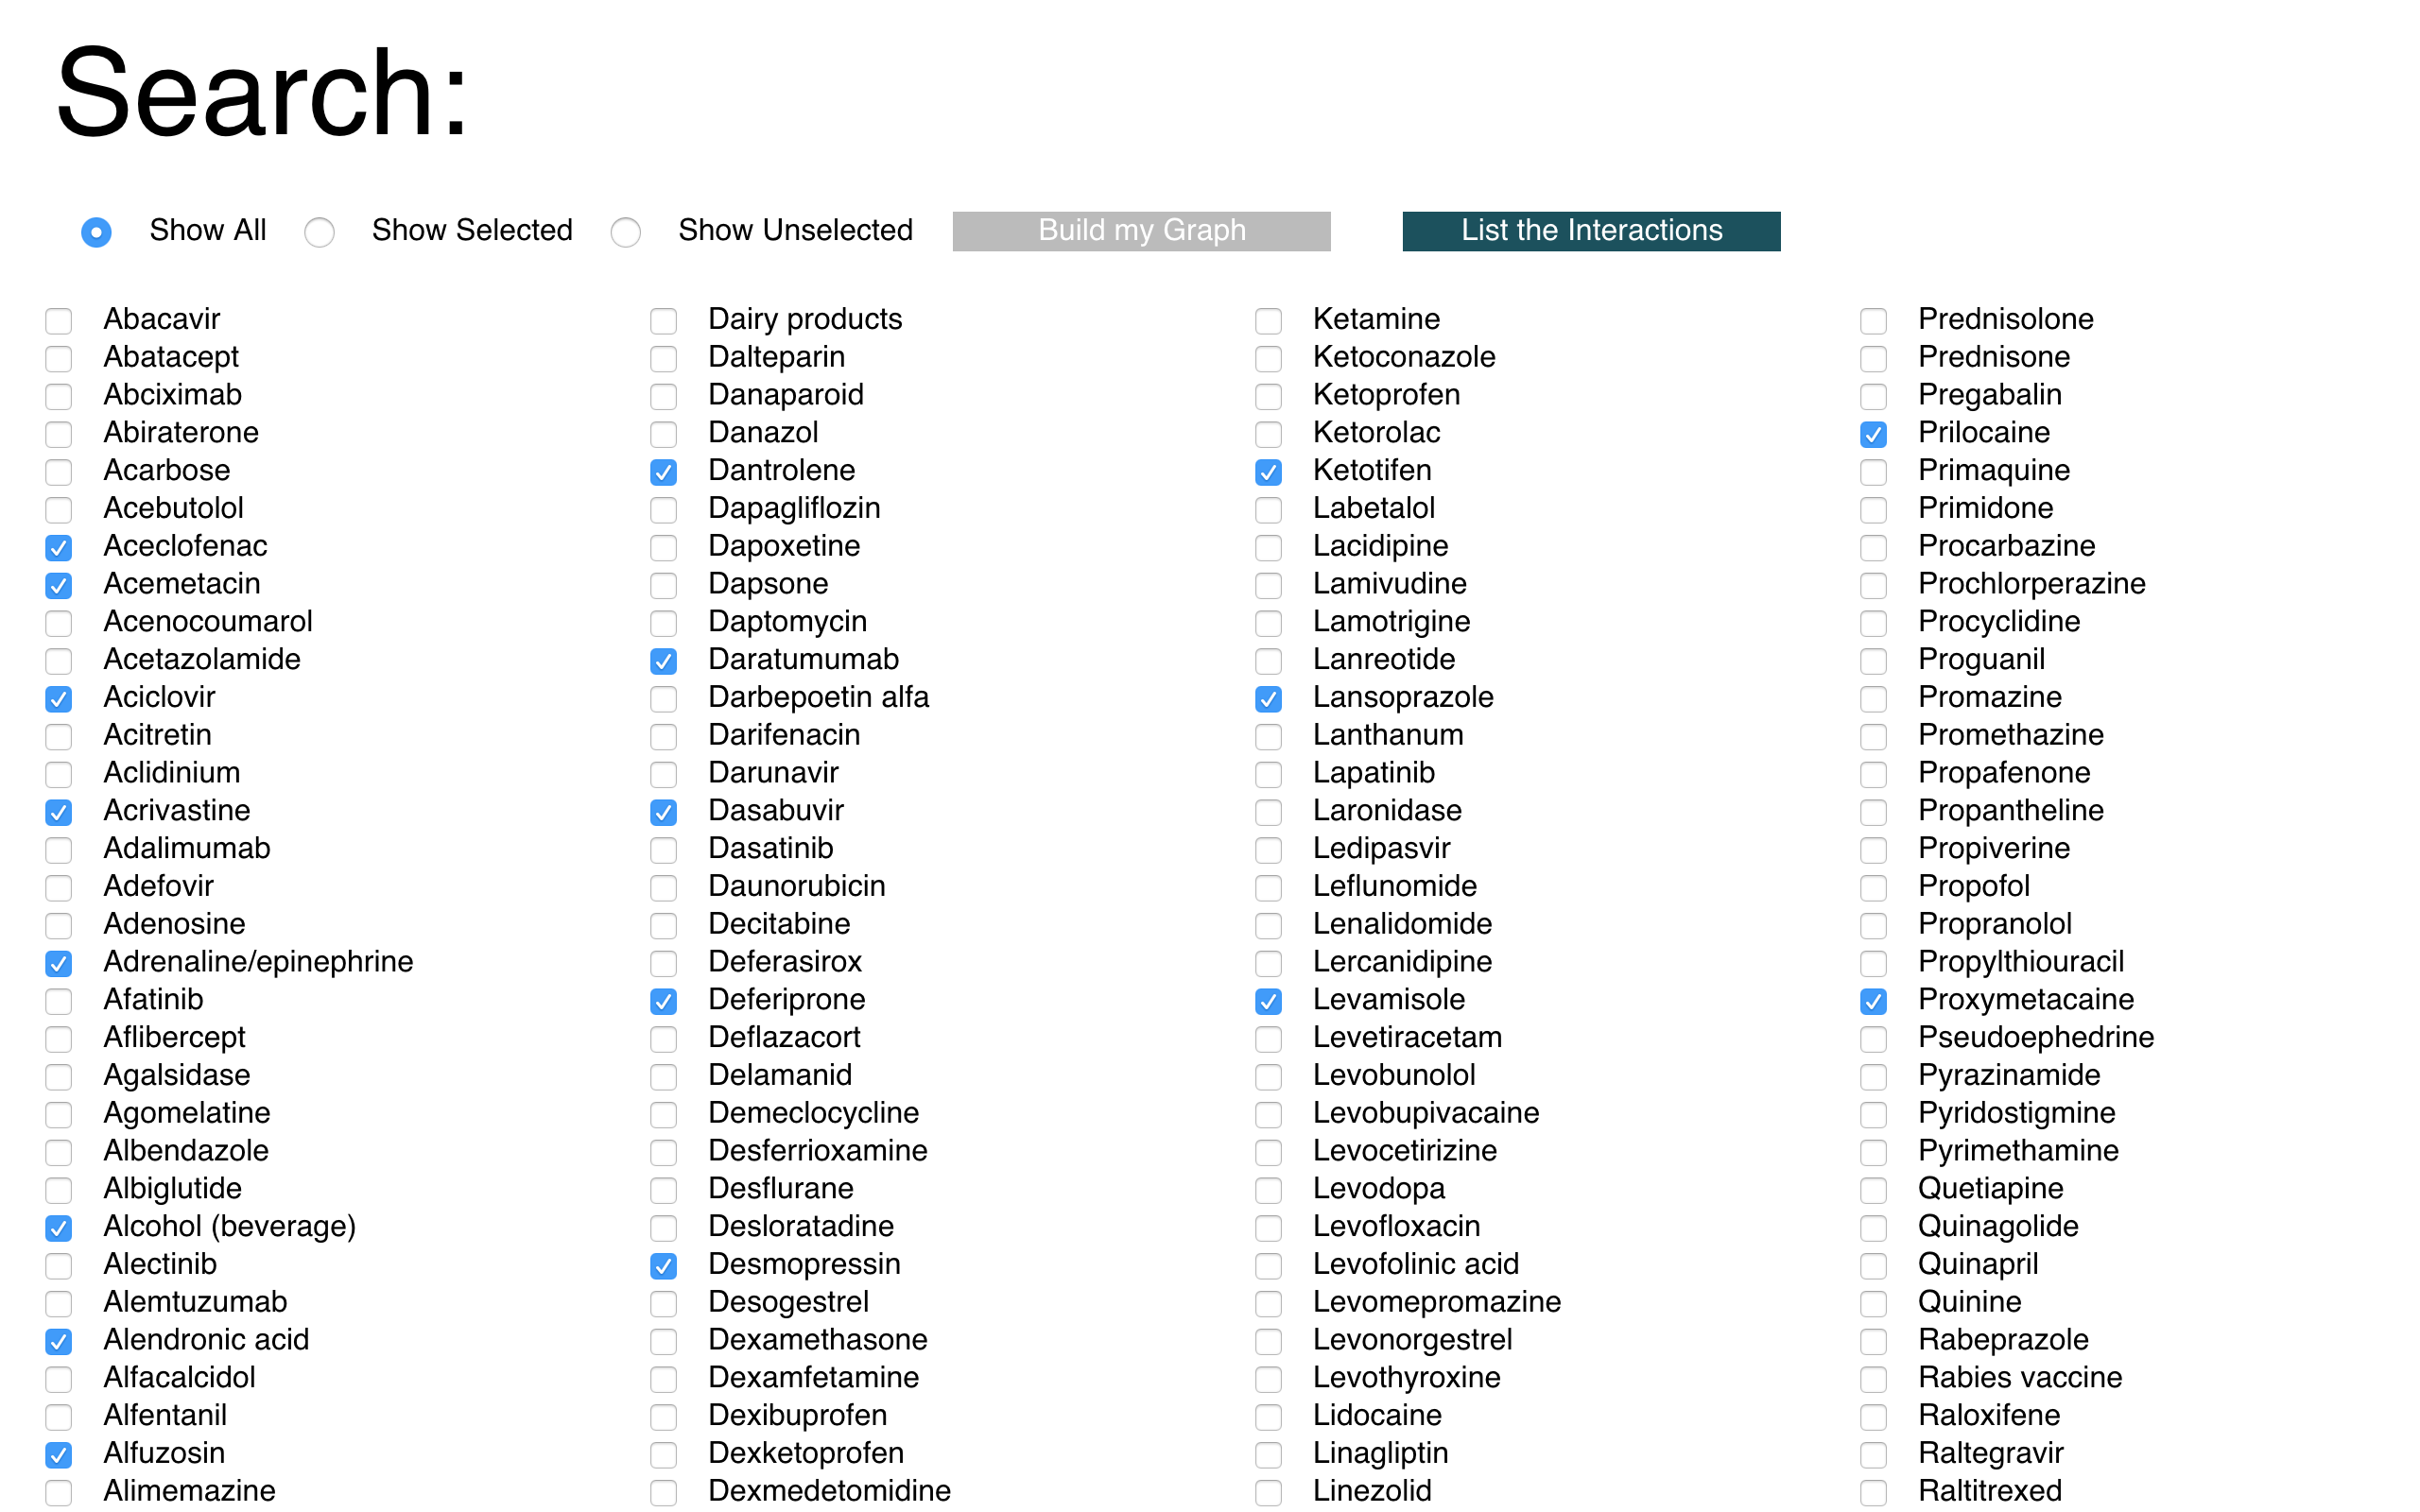 Search:
Show All Show Selected Show Unselected Build my Graph List the Interactions
Abacavir
Abatacept
Abciximab
Abiraterone
Acarbose
Acebutolol
Aceclofenac
Acemetacin
Acenocoumarol
Acetazolamide
Aciclovir
Acitretin
Aclidinium
Acrivastine
Adalimumab
Adefovir
Adenosine
Adrenaline/epinephrine
Afatinib
Aflibercept
Agalsidase
Agomelatine
Albendazole
Albiglutide
Alcohol (beverage)
Alectinib
Alemtuzumab
Alendronic acid
Alfacalcidol
Alfentanil
Alfuzosin
Alimemazine
Dairy products
Dalteparin
Danaparoid
Danazol
Dantrolene
Dapagliflozin
Dapoxetine
Dapsone
Daptomycin
Daratumumab
Darbepoetin alfa
Darifenacin
Darunavir
Dasabuvir
Dasatinib
Daunorubicin
Decitabine
Deferasirox
Deferiprone
Deflazacort
Delamanid
Demeclocycline
Desferrioxamine
Desflurane
Desloratadine
Desmopressin
Desogestrel
Dexamethasone
Dexamfetamine
Dexibuprofen
Dexketoprofen
Dexmedetomidine
Ketamine
Ketoconazole
Ketoprofen
Ketorolac
Ketotifen
Labetalol
Lacidipine
Lamivudine
Lamotrigine
Lanreotide
Lansoprazole
Lanthanum
Lapatinib
Laronidase
Ledipasvir
Leflunomide
Lenalidomide
Lercanidipine
Levamisole
Levetiracetam
Levobunolol
Levobupivacaine
Levocetirizine
Levodopa
Levofloxacin
Levofolinic acid
Levomepromazine
Levonorgestrel
Levothyroxine
Lidocaine
Linagliptin
Linezolid
Prednisolone
Prednisone
Pregabalin
Prilocaine
Primaquine
Primidone
Procarbazine
Prochlorperazine
Procyclidine
Proguanil
Promazine
Promethazine
Propafenone
Propantheline
Propiverine
Propofol
Propranolol
Propylthiouracil
Proxymetacaine
Pseudoephedrine
Pyrazinamide
Pyridostigmine
Pyrimethamine
Quetiapine
Quinagolide
Quinapril
Quinine
Rabeprazole
Rabies vaccine
Raloxifene
Raltegravir
Raltitrexed